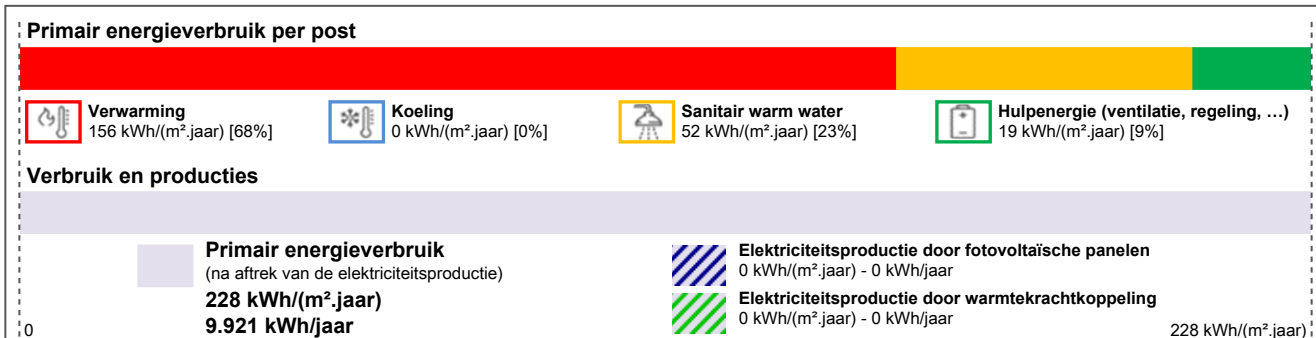 Primair energieverbruik per post
Verwarming
156 kWh/(m².jaar) [68%]
Koeling
0 kWh/(m².jaar) [0%]
Sanitair warm water
52 kWh/(m².jaar) [23%]
Hulpenergie (ventilatie, regeling, …)
19 kWh/(m².jaar) [9%]
Verbruik en producties
Primair energieverbruik
(na aftrek van de elektriciteitsproductie)
228 kWh/(m².jaar)
9.921 kWh/jaar
Elektriciteitsproductie door fotovoltaïsche panelen
0 kWh/(m².jaar) - 0 kWh/jaar
Elektriciteitsproductie door warmtekrachtkoppeling
0 kWh/(m².jaar) - 0 kWh/jaar
0
228 kWh/(m².jaar)